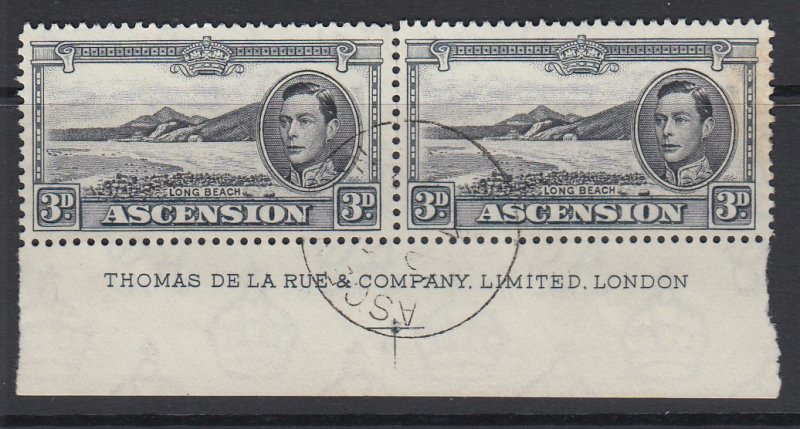 LONG BEACH LONG BEACH
3D. ASCENSION 3D. 3D. ASCENSION 3D.
THOMAS DE LA RUE & COMPANY, LIMITED, LONDON